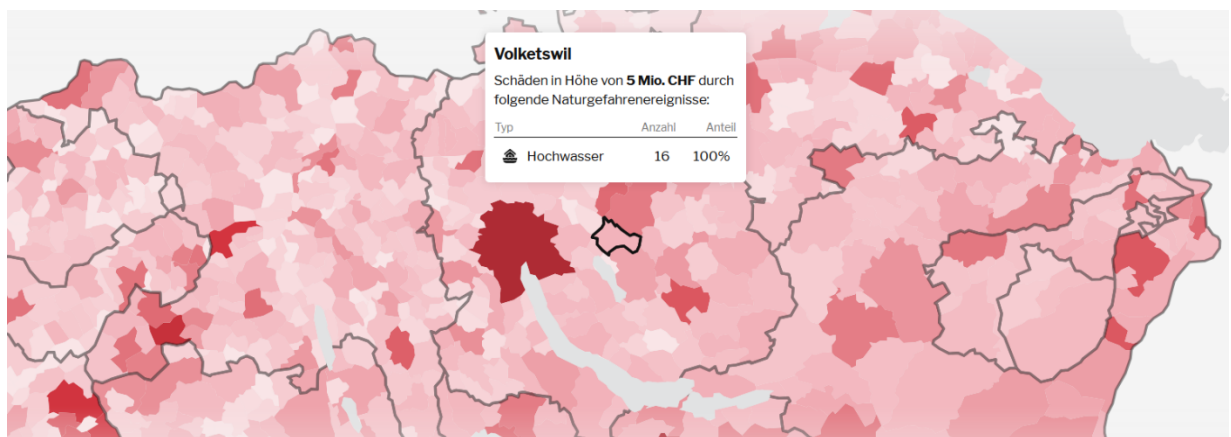 Volketswil
Schäden in Höhe von 5 Mio. CHF durch
folgende Naturgefahrenereignisse:
Typ Anzahl Anteil
Hochwasser 16 100%